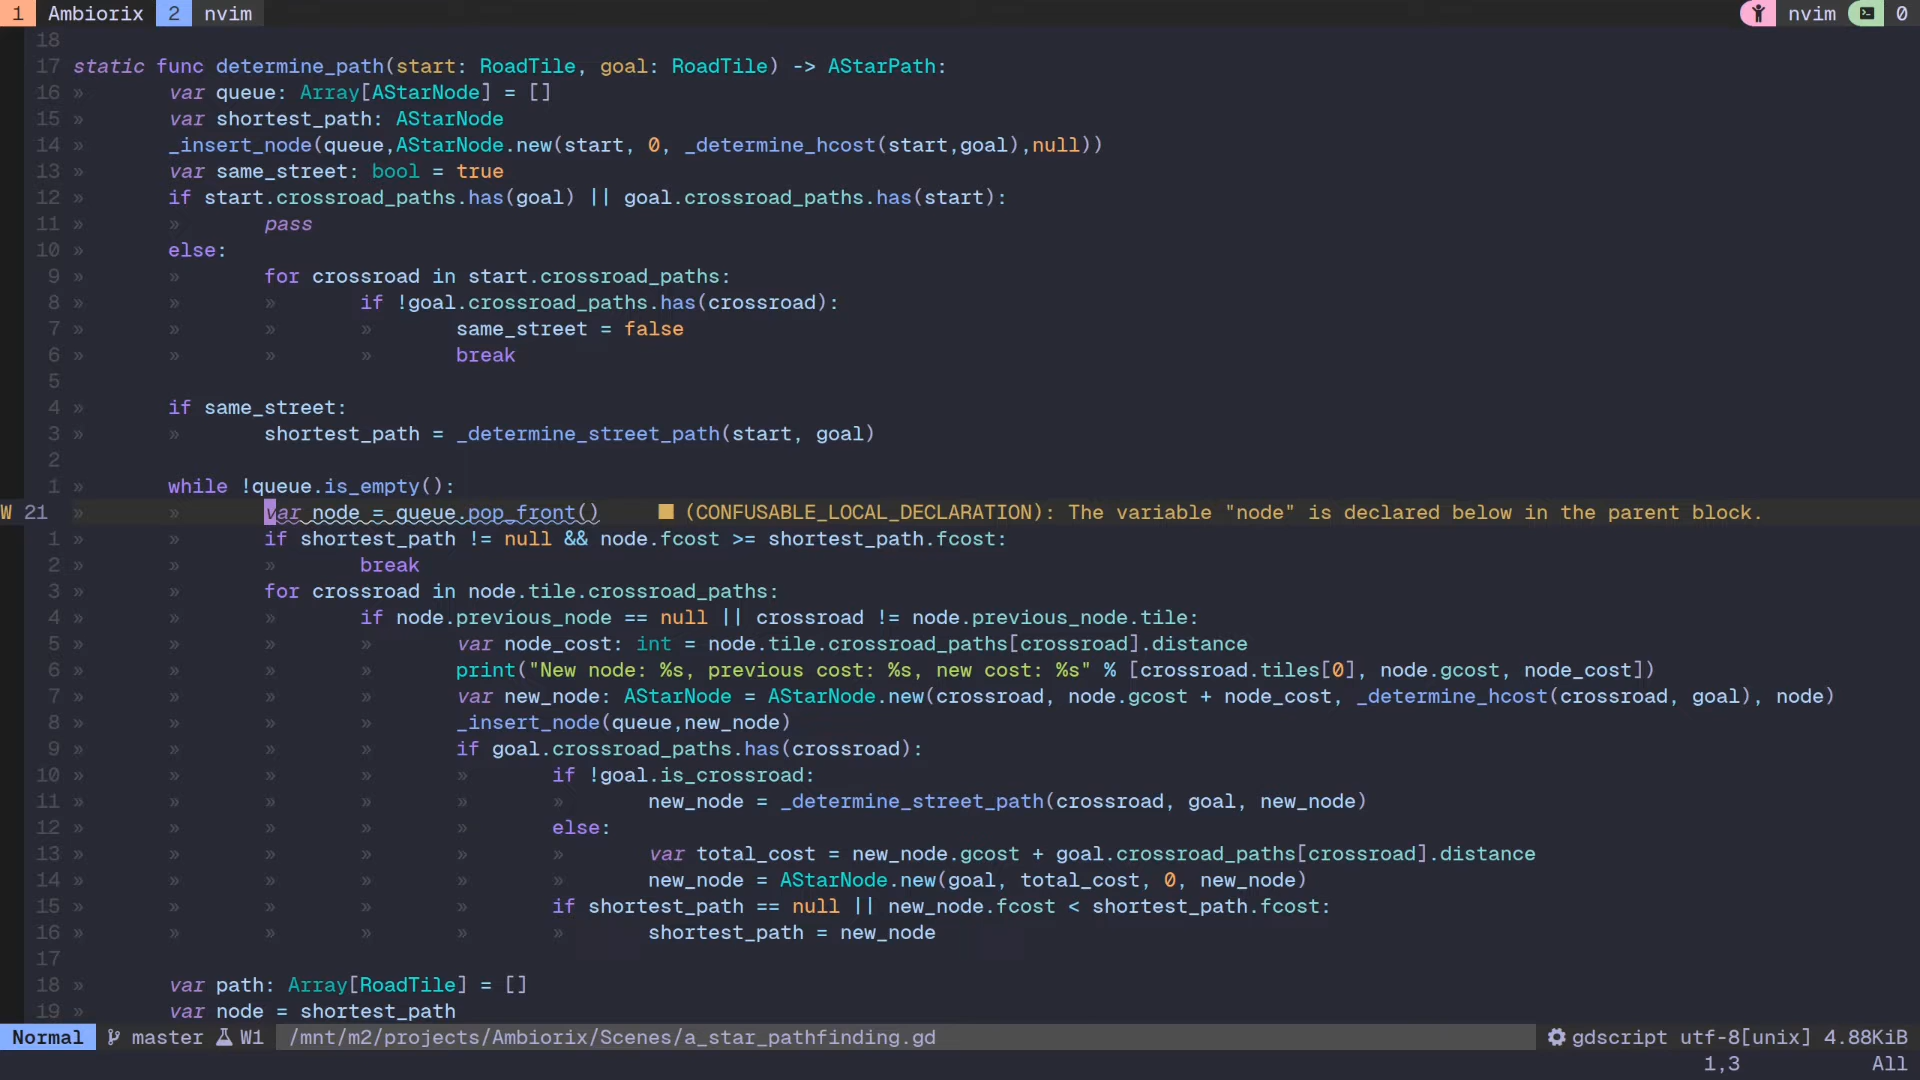 1 Ambiorix 2 nvim nvim 0
18
17 static func determine_path(start: RoadTile, goal: RoadTile) -> AStarPath:
16 » var queue: Array[AStarNode] = []
15 » var shortest_path: AStarNode
14 » _insert_node(queue,AStarNode.new(start, 0, _determine_hcost(start,goal),null))
13 » var same_street: bool = true
12 » if start.crossroad_paths.has(goal) || goal.crossroad_paths.has(start):
11 » » pass
10 » else:
9 » » for crossroad in start.crossroad_paths:
8 » » » if !goal.crossroad_paths.has(crossroad):
7 » » » » same_street = false
6 » » » » break
5
4 » if same_street:
3 » » shortest_path = _determine_street_path(start, goal)
2
1 » while !queue.is_empty():
W 21 » » var node = queue.pop_front() ■ (CONFUSABLE_LOCAL_DECLARATION): The variable "node" is declared below in the parent block.
1 » » if shortest_path != null && node.fcost >= shortest_path.fcost:
2 » » » break
3 » » for crossroad in node.tile.crossroad_paths:
4 » » » if node.previous_node == null || crossroad != node.previous_node.tile:
5 » » » » var node_cost: int = node.tile.crossroad_paths[crossroad].distance
6 » » » » print("New node: %s, previous cost: %s, new cost: %s" % [crossroad.tiles[0], node.gcost, node_cost])
7 » » » » var new_node: AStarNode = AStarNode.new(crossroad, node.gcost + node_cost, _determine_hcost(crossroad, goal), node)
8 » » » » _insert_node(queue,new_node)
9 » » » » if goal.crossroad_paths.has(crossroad):
10 » » » » » if !goal.is_crossroad:
11 » » » » » » new_node = _determine_street_path(crossroad, goal, new_node)
12 » » » » » else:
13 » » » » » » var total_cost = new_node.gcost + goal.crossroad_paths[crossroad].distance
14 » » » » » » new_node = AStarNode.new(goal, total_cost, 0, new_node)
15 » » » » » if shortest_path == null || new_node.fcost < shortest_path.fcost:
16 » » » » » » shortest_path = new_node
17
18 » var path: Array[RoadTile] = []
19 » var node = shortest_path
Normal master W1 /mnt/m2/projects/Ambiorix/Scenes/a_star_pathfinding.gd gdscript utf-8[unix] 4.88KiB
1,3 All